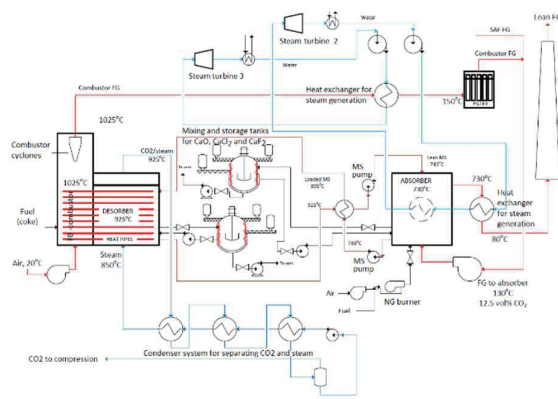 Lean FG
Steam turbine 2
Water
SAF FG
Steam turbine 3
Water
Combustor FG
Combustor FG
Heat exchanger for
steam generation
150°C
FILTER
1025°C
Mixing and storage tanks
for CaO, CaCl2 and CaF2
Combustor
cyclones
CO2/steam
925°C
MS
pump
Lean MS
Loaded MS
ABSORBER
730°C
730°C
1025°C
DESORBER
925°C
925°C
Heat
exchanger
for steam
generation
Fuel
(coke)
HEAT PIPES
80°C
Air, 20°C
Steam
850°C
MS
pump
FG to absorber
130°C
12.5 vol% CO2
Air
Fuel
NG burner
Condenser system for separating CO2 and steam
CO2 to compression